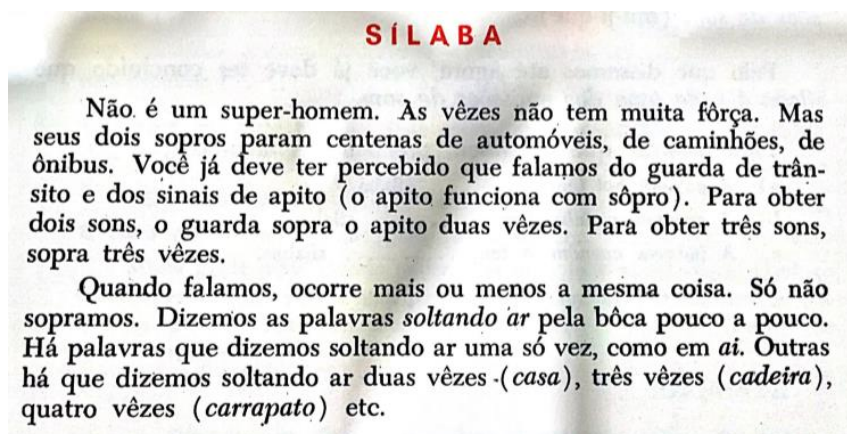 SÍLABA
Não é um super-homem. Às vêzes não tem muita fôrça. Mas
seus dois sopros param centenas de automóveis, de caminhões, de
ônibus. Você já deve ter percebido que falamos do guarda de trân-
sito e dos sinais de apito (o apito funciona com sôpro). Para obter
dois sons, o guarda sopra o apito duas vêzes. Para obter três sons,
sopra três vêzes.
Quando falamos, ocorre mais ou menos a mesma coisa. Só não
sopramos. Dizemos as palavras soltando ar pela bôca pouco a pouco.
Há palavras que dizemos soltando ar uma só vez, como em ai. Outras
há que dizemos soltando ar duas vêzes (casa), três vêzes (cadeira),
quatro vêzes (carrapato) etc.